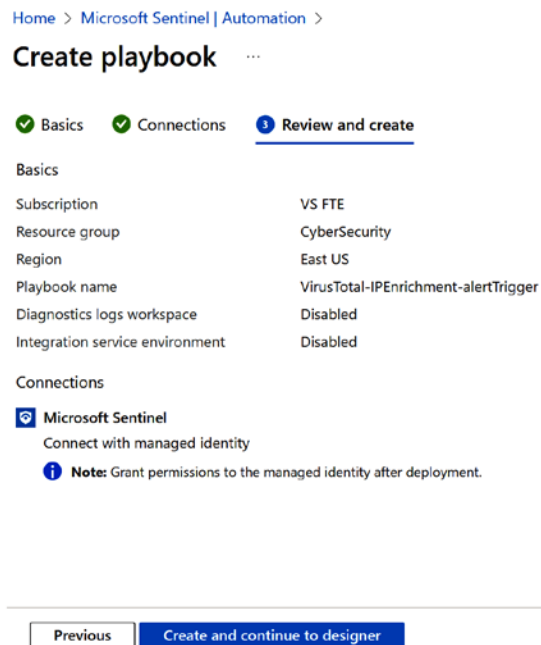 Home > Microsoft Sentinel | Automation >
Create playbook ...
Basics Connections 3 Review and create
Basics
Subscription VS FTE
Resource group CyberSecurity
Region East US
Playbook name VirusTotal-IPEnrichment-alertTrigger
Diagnostics logs workspace Disabled
Integration service environment Disabled
Connections
Microsoft Sentinel
Connect with managed identity
Note: Grant permissions to the managed identity after deployment.
Previous Create and continue to designer